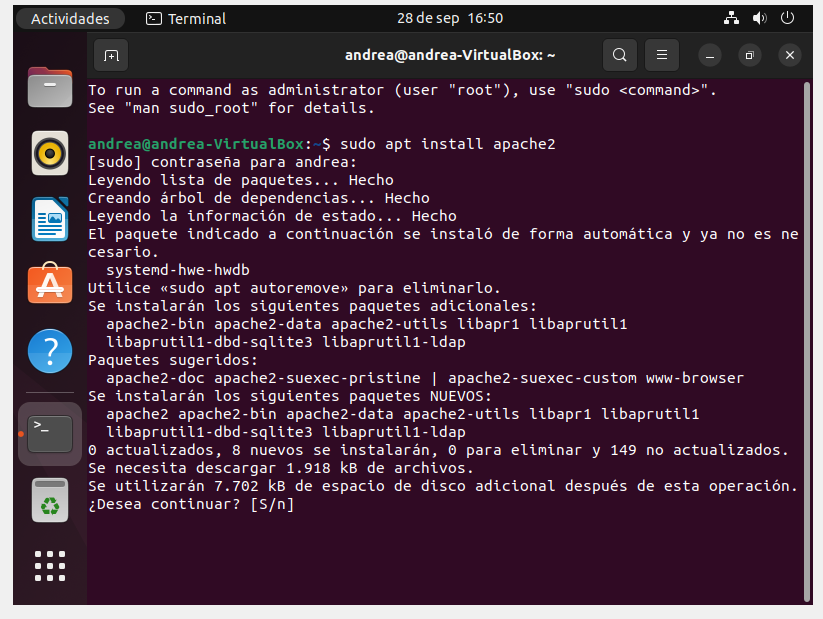 Actividades
Terminal
28 de sep 16:50
andrea@andrea-VirtualBox: ~
To run a command as administrator (user "root"), use "sudo <command>".
See "man sudo_root" for details.
andrea@andrea-VirtualBox:~$ sudo apt install apache2
[sudo] contraseña para andrea:
Leyendo lista de paquetes... Hecho
Creando árbol de dependencias... Hecho
Leyendo la información de estado... Hecho
El paquete indicado a continuación se instaló de forma automática y ya no es ne
cesario.
systemd-hwe-hwdb
Utilice «sudo apt autoremove» para eliminarlo.
Se instalarán los siguientes paquetes adicionales:
apache2-bin apache2-data apache2-utils libapr1 libaprutil1
libaprutil1-dbd-sqlite3 libaprutil1-ldap
Paquetes sugeridos:
apache2-doc apache2-suexec-pristine | apache2-suexec-custom www-browser
Se instalarán los siguientes paquetes NUEVOS:
apache2 apache2-bin apache2-data apache2-utils libapr1 libaprutil1
libaprutil1-dbd-sqlite3 libaprutil1-ldap
0 actualizados, 8 nuevos se instalarán, 0 para eliminar y 149 no actualizados.
Se necesita descargar 1.918 kB de archivos.
Se utilizarán 7.702 kB de espacio de disco adicional después de esta operación.
¿Desea continuar? [S/n]